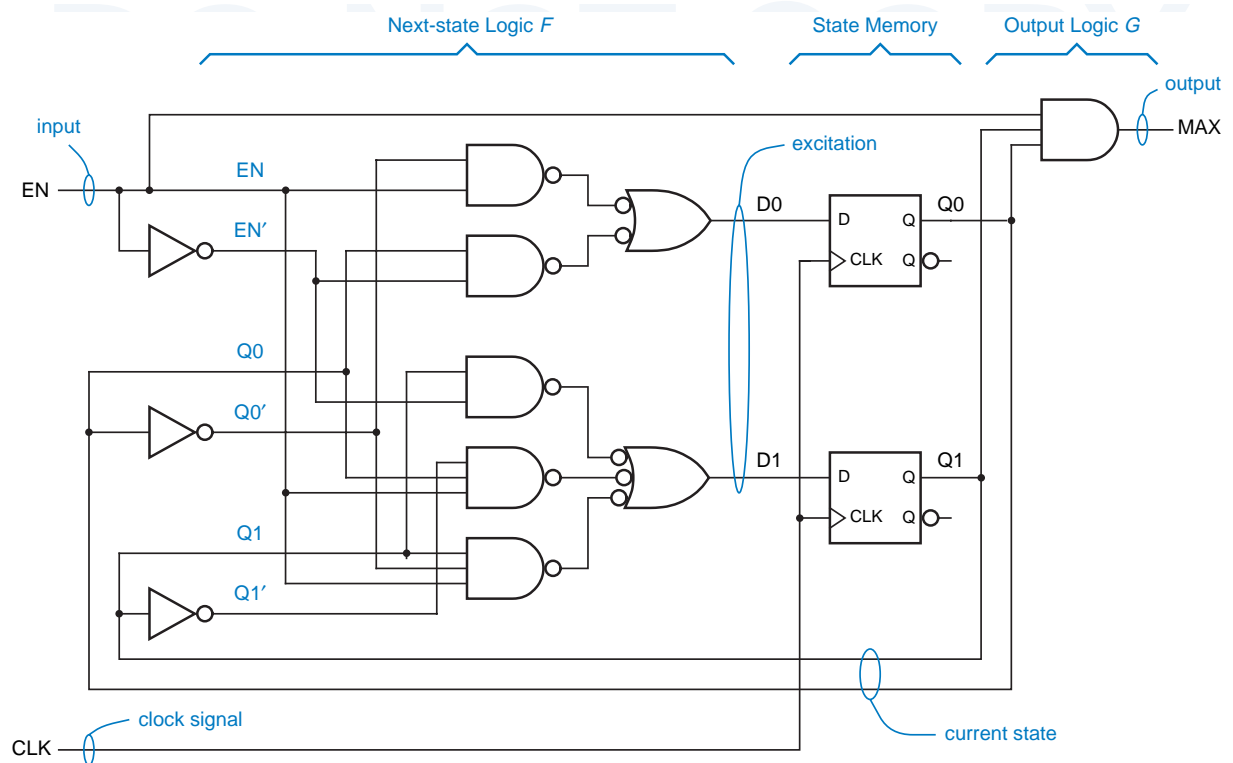 Next-state Logic F
State Memory
Output Logic G
output
input
MAX
excitation
EN
EN
D0
D
Q
Q0
EN′
CLK
Q
Q0
Q0′
D1
D
Q
Q1
CLK
Q
Q1
Q1′
clock signal
current state
CLK